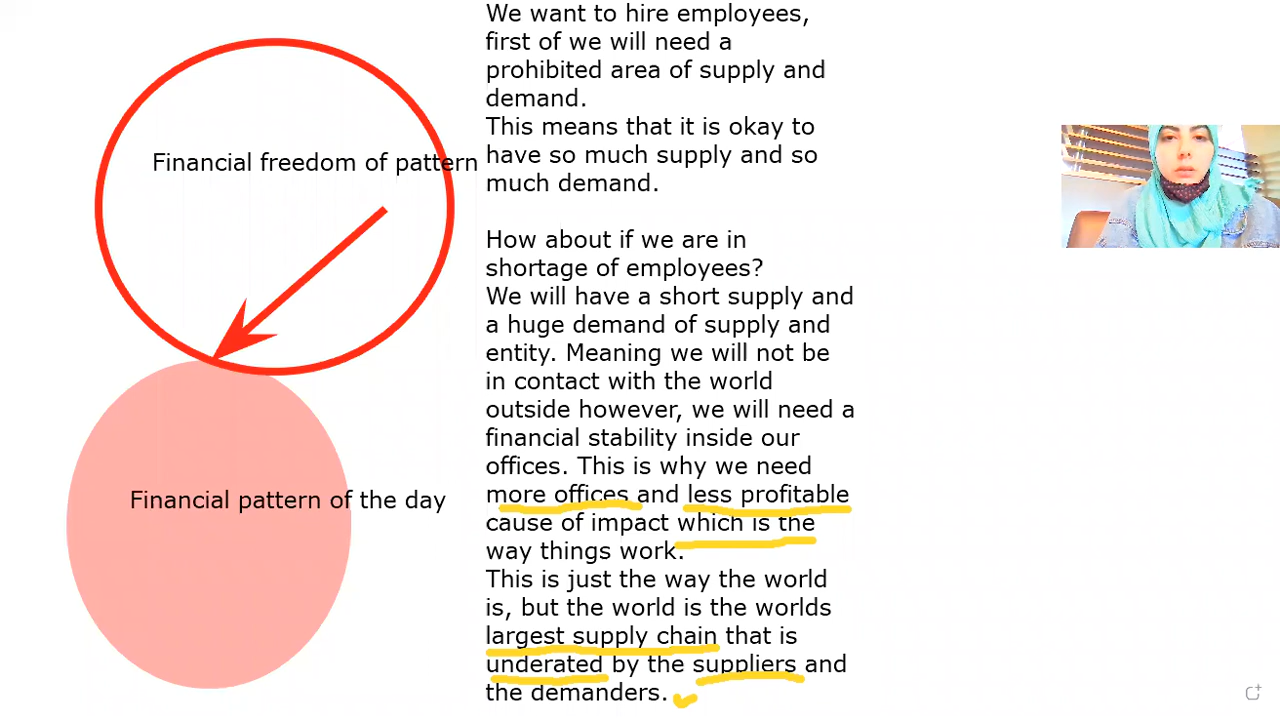 Financial freedom of pattern
Financial pattern of the day
We want to hire employees,
first of we will need a
prohibited area of supply and
demand.
This means that it is okay to
have so much supply and so
much demand.
How about if we are in
shortage of employees?
We will have a short supply and
a huge demand of supply and
entity. Meaning we will not be
in contact with the world
outside however, we will need a
financial stability inside our
offices. This is why we need
more offices and less profitable
cause of impact which is the
way things work.
This is just the way the world
is, but the world is the worlds
largest supply chain that is
underated by the suppliers and
the demanders.